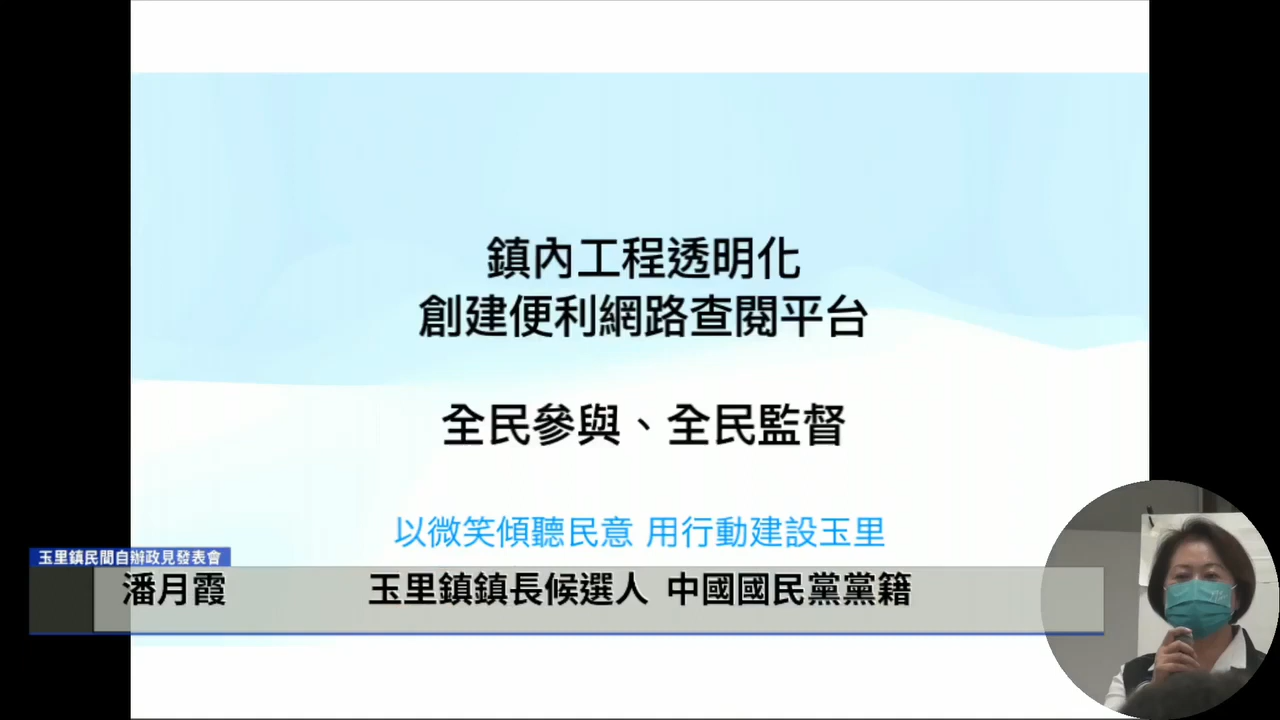 鎮內工程透明化
創建便利網路查閱平台
全民參與、全民監督
以微笑傾聽民意 用行動建設玉里
玉里鎮民間自辦政見發表會
潘月霞 玉里鎮鎮長候選人 中國國民黨黨籍